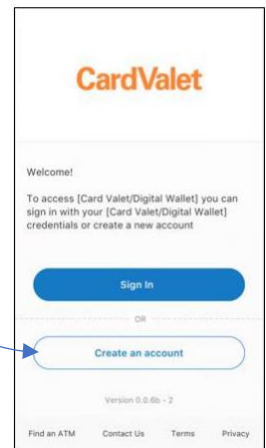 CardValet
Welcome!
To access [Card Valet/Digital Wallet] you can
sign in with your [Card Valet/Digital Wallet]
credentials or create a new account
Sign In
OR
Create an account
Version 0.0.6b - 2
Find an ATM Contact Us Terms Privacy